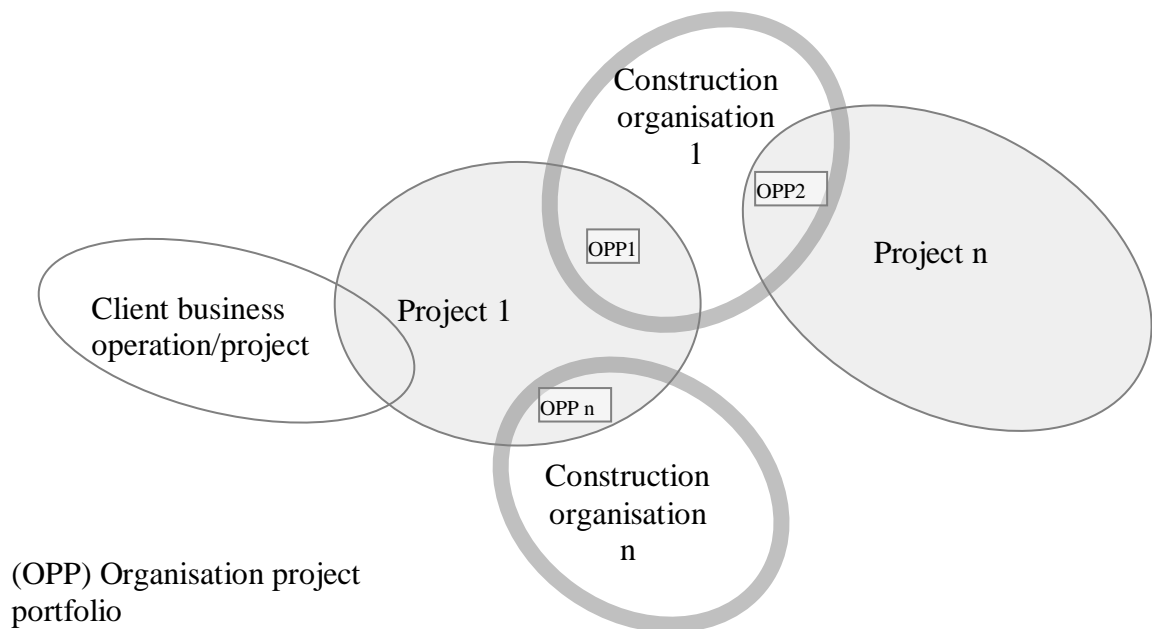 Construction
organisation
1
OPP2
OPP1
Project n
Client business
operation/project
Project 1
OPP n
Construction
organisation
n
(OPP) Organisation project
portfolio